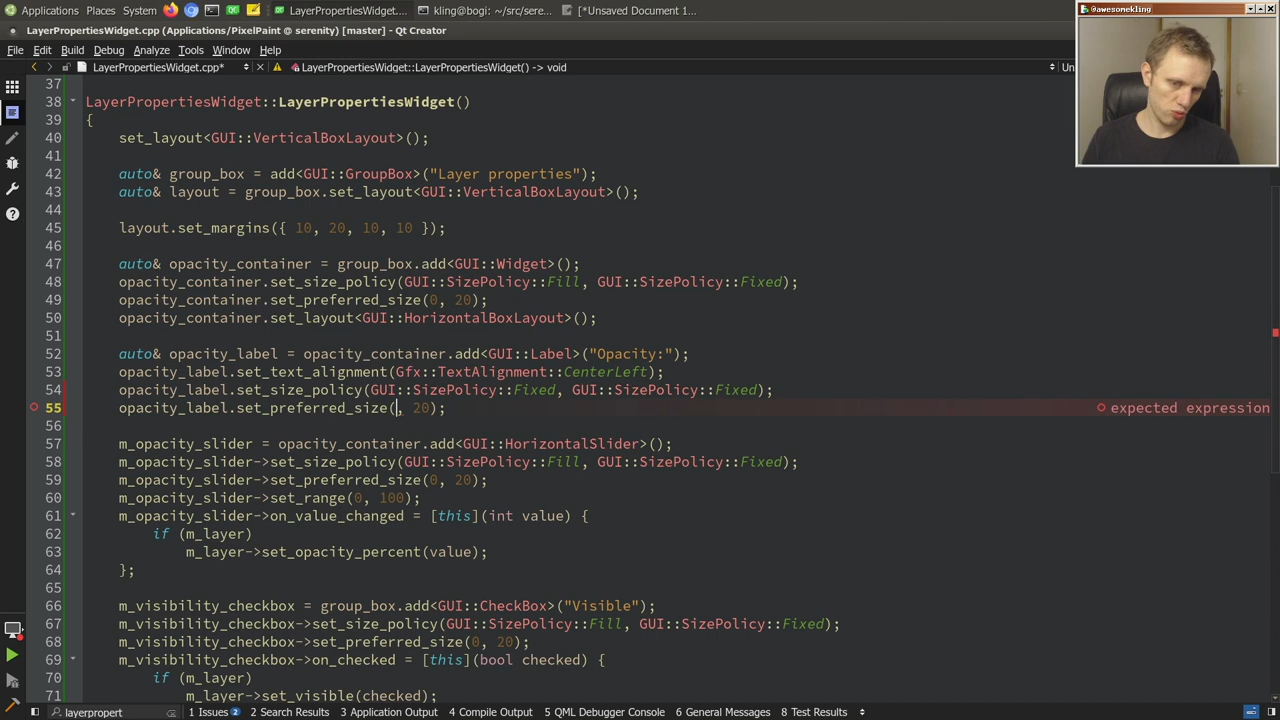 Applications Places System LayerPropertiesWidget.... kling@bogi: ~/src/sere... *[Unsaved Document 1...
@awesomekling
LayerPropertiesWidget.cpp (Applications/PixelPaint @ serenity) [master] - Qt Creator
File Edit Build Debug Analyze Tools Window Help
LayerPropertiesWidget.cpp* LayerPropertiesWidget::LayerPropertiesWidget() -> void Un
37
38 LayerPropertiesWidget::LayerPropertiesWidget()
39 {
40 set_layout<GUI::VerticalBoxLayout>();
41
42 auto& group_box = add<GUI::GroupBox>("Layer properties");
43 auto& layout = group_box.set_layout<GUI::VerticalBoxLayout>();
44
45 layout.set_margins({ 10, 20, 10, 10 });
46
47 auto& opacity_container = group_box.add<GUI::Widget>();
48 opacity_container.set_size_policy(GUI::SizePolicy::Fill, GUI::SizePolicy::Fixed);
49 opacity_container.set_preferred_size(0, 20);
50 opacity_container.set_layout<GUI::HorizontalBoxLayout>();
51
52 auto& opacity_label = opacity_container.add<GUI::Label>("Opacity:");
53 opacity_label.set_text_alignment(Gfx::TextAlignment::CenterLeft);
54 opacity_label.set_size_policy(GUI::SizePolicy::Fixed, GUI::SizePolicy::Fixed);
55 opacity_label.set_preferred_size(, 20); expected expression
56
57 m_opacity_slider = opacity_container.add<GUI::HorizontalSlider>();
58 m_opacity_slider->set_size_policy(GUI::SizePolicy::Fill, GUI::SizePolicy::Fixed);
59 m_opacity_slider->set_preferred_size(0, 20);
60 m_opacity_slider->set_range(0, 100);
61 m_opacity_slider->on_value_changed = [this](int value) {
62 if (m_layer)
63 m_layer->set_opacity_percent(value);
64 };
65
66 m_visibility_checkbox = group_box.add<GUI::CheckBox>("Visible");
67 m_visibility_checkbox->set_size_policy(GUI::SizePolicy::Fill, GUI::SizePolicy::Fixed);
68 m_visibility_checkbox->set_preferred_size(0, 20);
69 m_visibility_checkbox->on_checked = [this](bool checked) {
70 if (m_layer)
71 m_layer->set_visible(checked);
layerpropert 1 Issues 2 2 Search Results 3 Application Output 4 Compile Output 5 QML Debugger Console 6 General Messages 8 Test Results